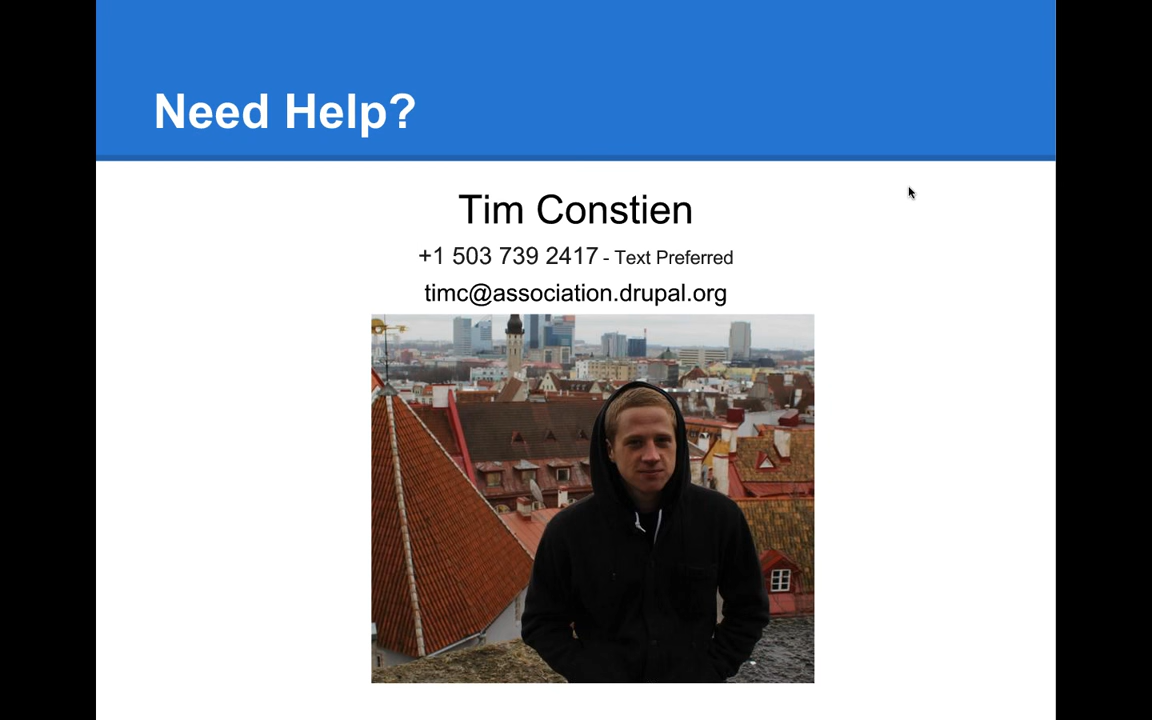 Need Help?
Tim Constien
+1 503 739 2417 - Text Preferred
timc@association.drupal.org